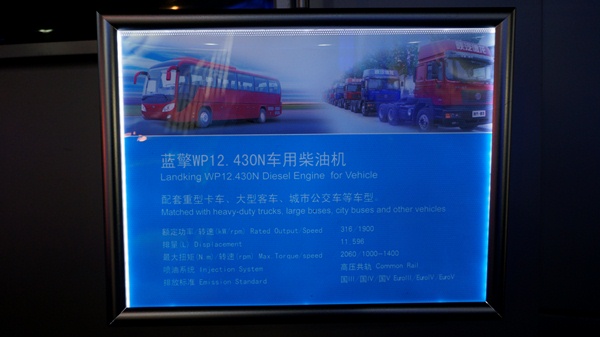 蓝擎WP12.430N车用柴油机
Landking WP12.430N Diesel Engine for Vehicle
配套重型卡车、大型客车、城市公交车等车型。
Matched with heavy-duty trucks, large buses, city buses and other vehicles
额定功率/转速(kW/rpm) Rated Output/Speed 316/1900
排量(L) Displacement 11.596
最大扭矩(N·m)/转速(rpm) Max Torque speed 2060/1000-1400
喷油系统 Injection System 高压共轨 Common Rail
排放标准 Emission Standard 国III/国IV/国V EuroIII/EuroIV/EuroV